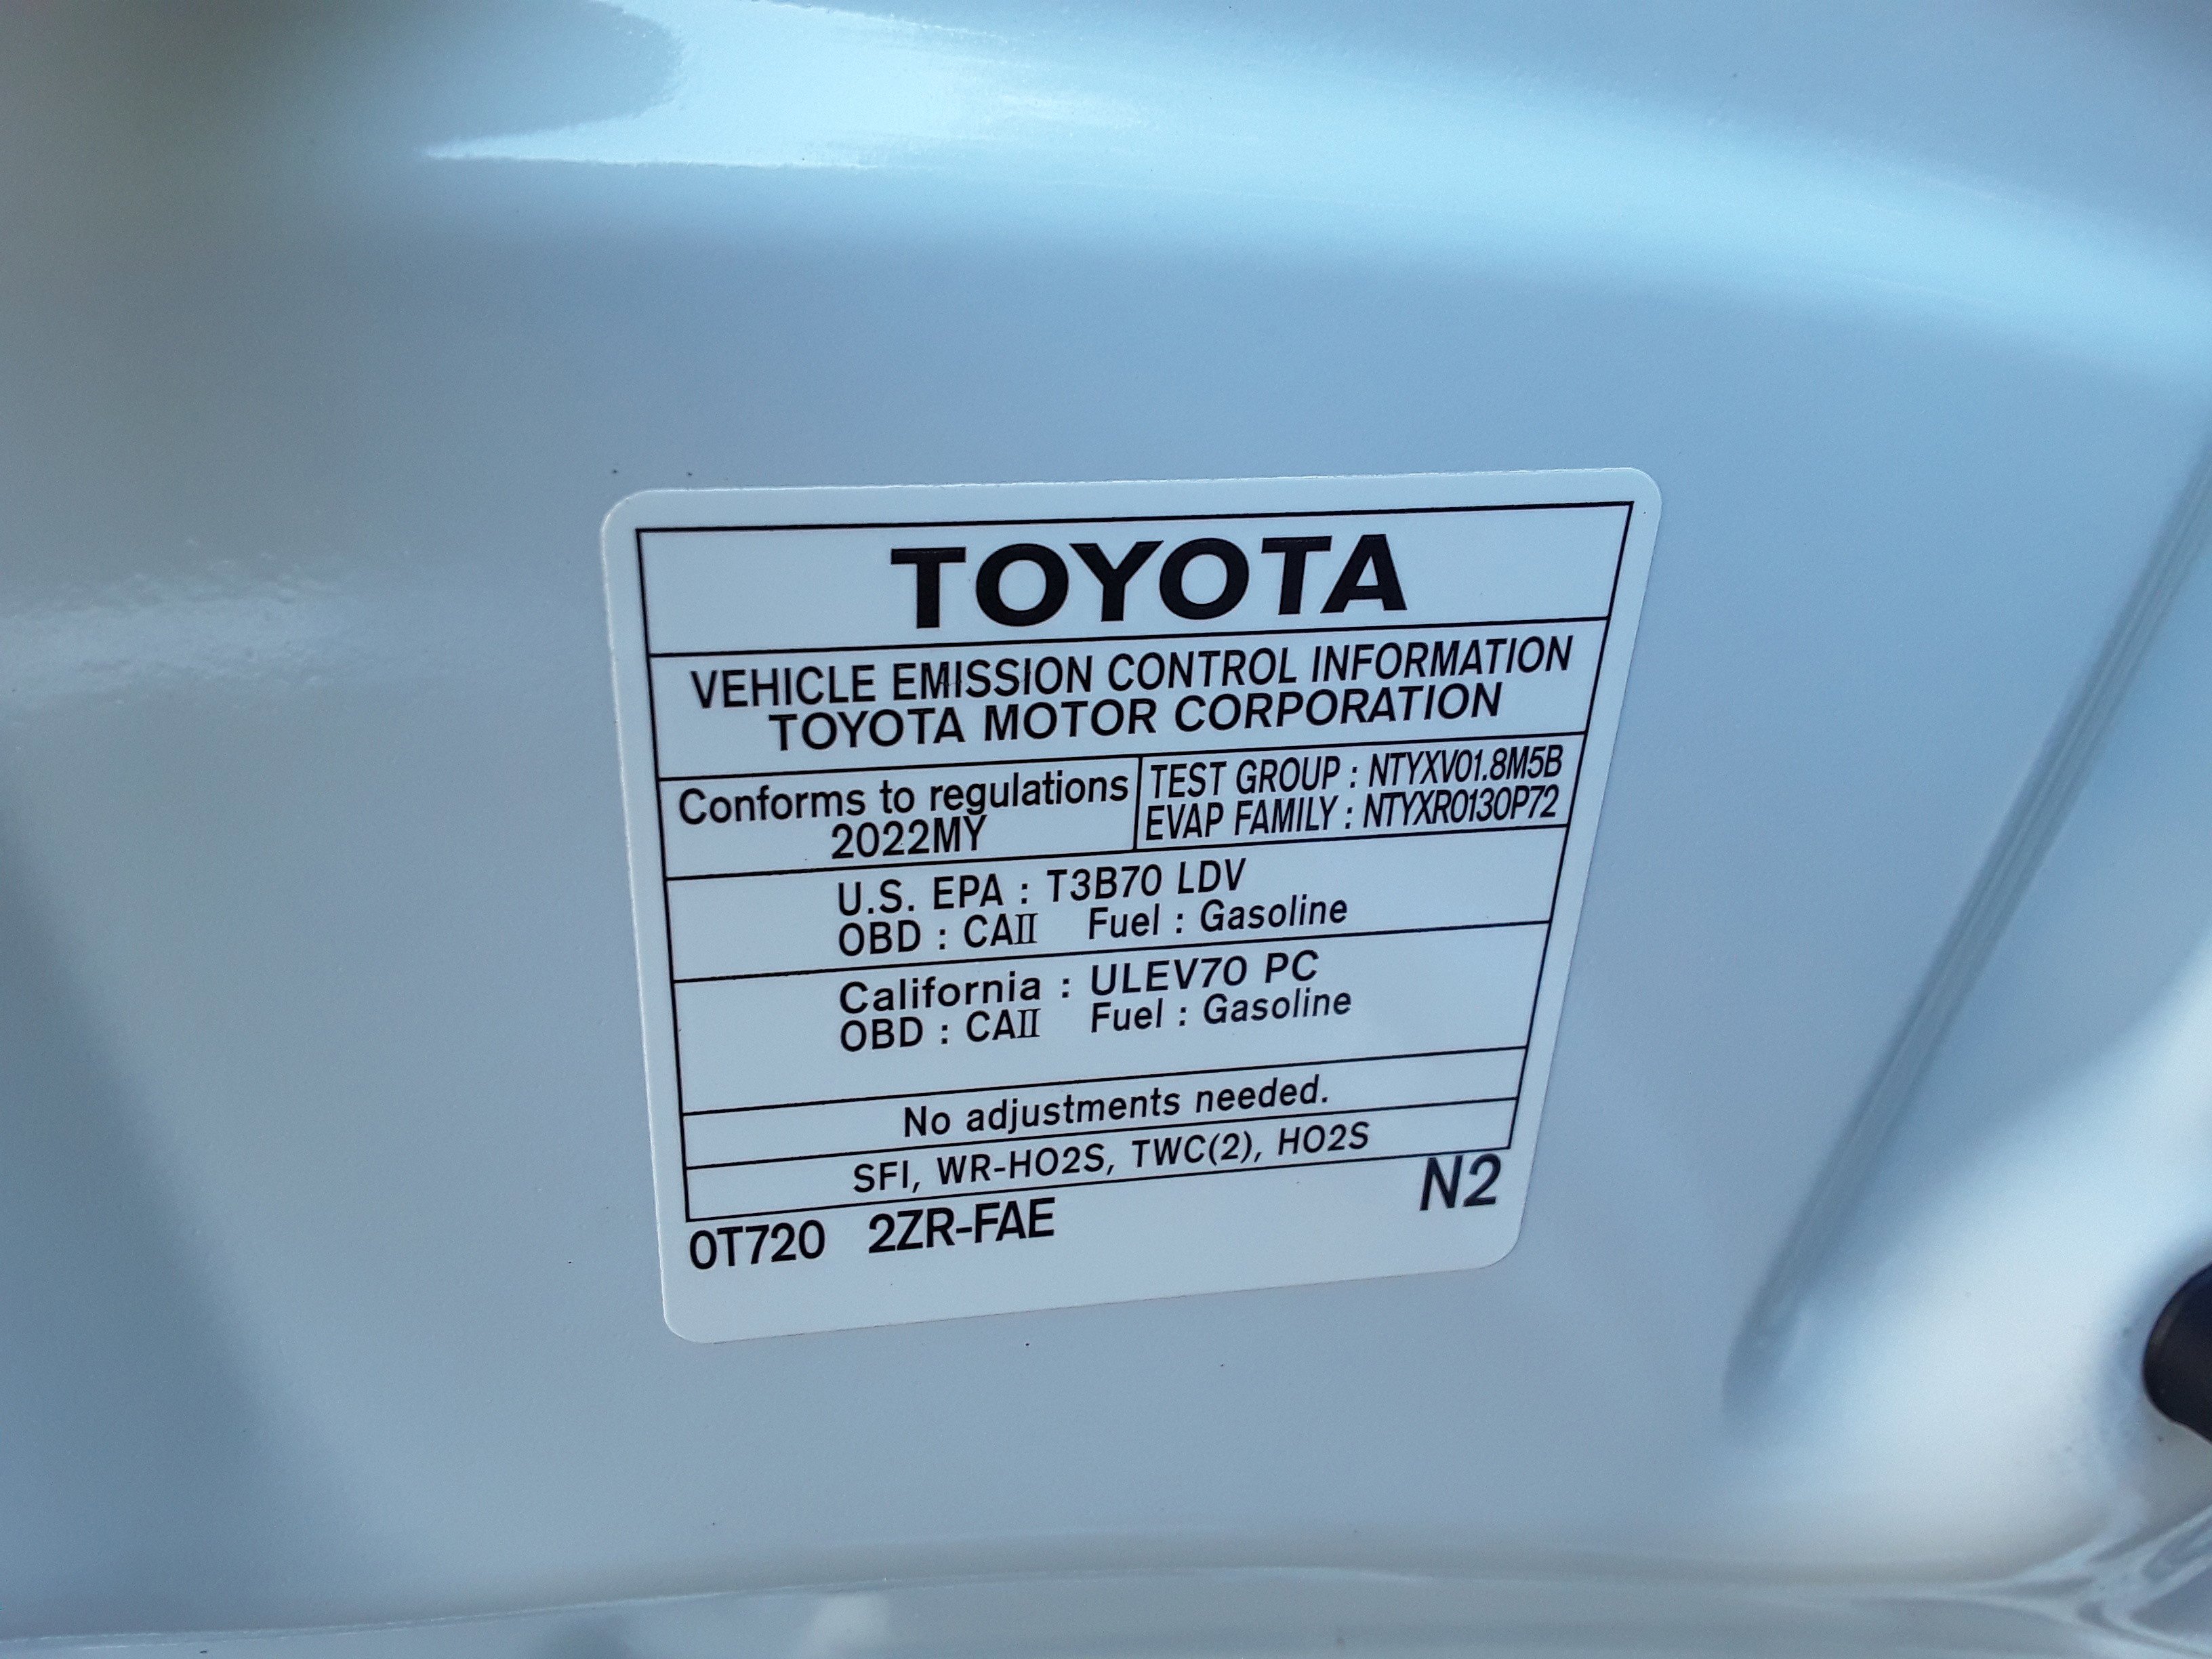 TOYOTA
VEHICLE EMISSION CONTROL INFORMATION
TOYOTA MOTOR CORPORATION
Conforms to regulations
2022MY
TEST GROUP : NTYXV01.8M5B
EVAP FAMILY : NTYXR0130P72
U.S. EPA : T3B70 LDV
OBD : CAII Fuel : Gasoline
California : ULEV70 PC
OBD : CAII Fuel : Gasoline
No adjustments needed.
SFI, WR-HO2S, TWC(2), HO2S
0T720 2ZR-FAE N2